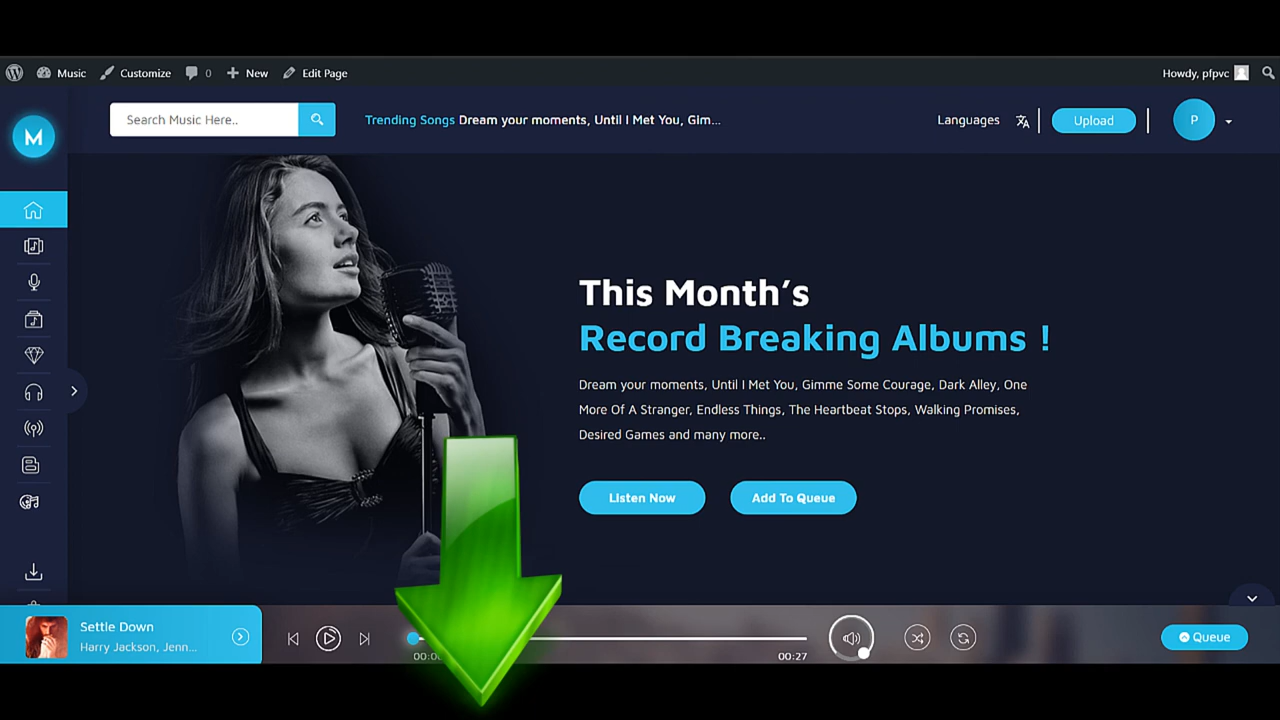 Music Customize 0 New Edit Page Howdy, pfpvc
M
Search Music Here..
Trending Songs Dream your moments, Until I Met You, Gim...
Languages
Upload
P
This Month’s
Record Breaking Albums !
Dream your moments, Until I Met You, Gimme Some Courage, Dark Alley, One
More Of A Stranger, Endless Things, The Heartbeat Stops, Walking Promises,
Desired Games and many more..
Listen Now
Add To Queue
Settle Down
Harry Jackson, Jenn...
00:27
Queue